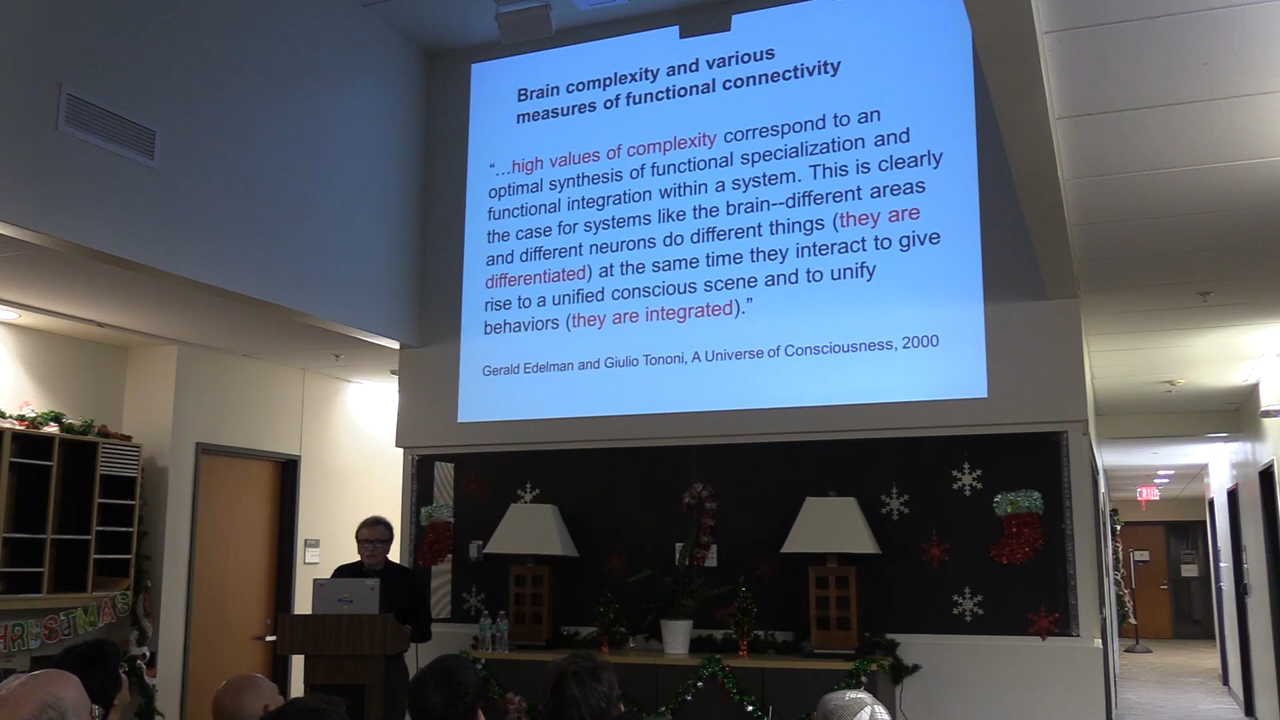 Brain complexity and various
measures of functional connectivity
“...high values of complexity correspond to an
optimal synthesis of functional specialization and
functional integration within a system. This is clearly
the case for systems like the brain--different areas
and different neurons do different things (they are
differentiated) at the same time they interact to give
rise to a unified conscious scene and to unify
behaviors (they are integrated).”
Gerald Edelman and Giulio Tononi, A Universe of Consciousness, 2000
EXIT
CHRISTMAS